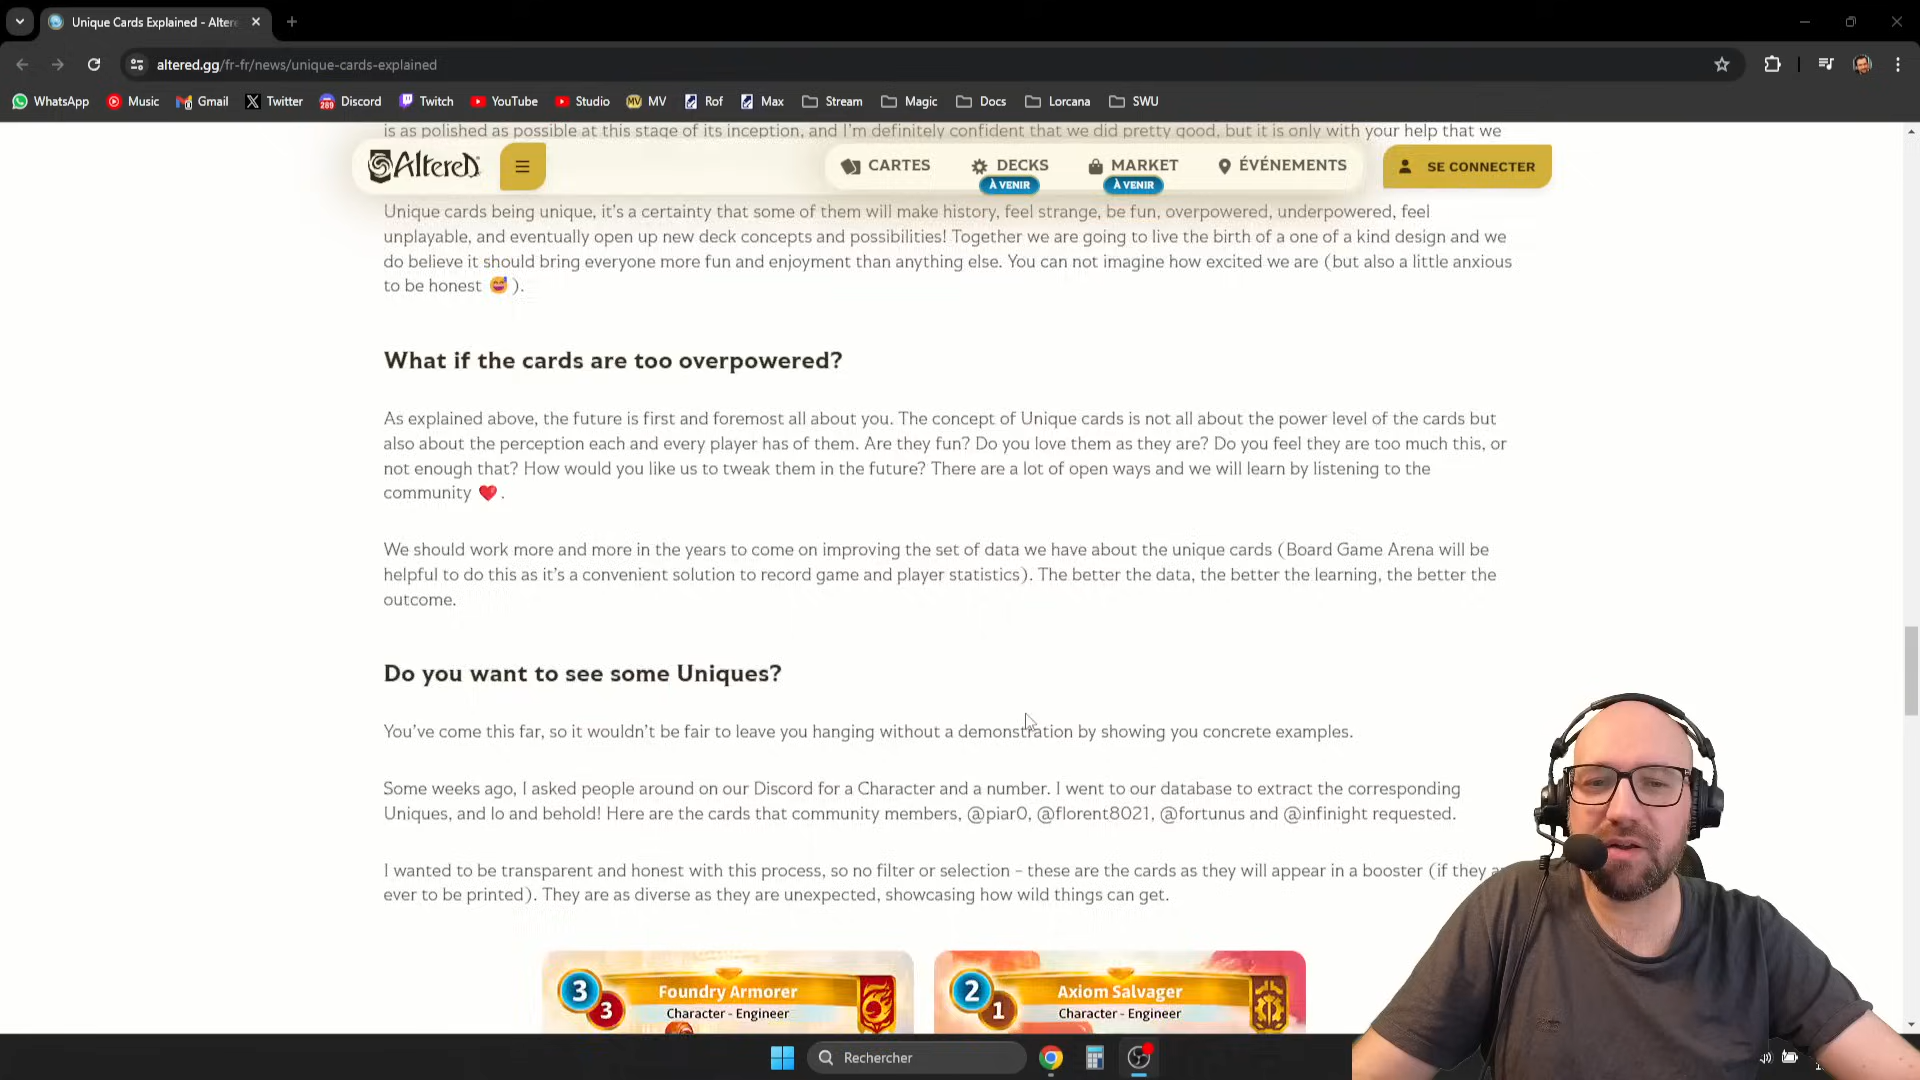 Unique Cards Explained - Alter
altered.gg/fr-fr/news/unique-cards-explained
WhatsApp
Music
Gmail
Twitter
289
Discord
Twitch
YouTube
Studio
MV
MV
Rof
Max
Stream
Magic
Docs
Lorcana
SWU
is as polished as possible at this stage of its inception, and I'm definitely confident that we did pretty good, but it is only with your help that we
Altered
CARTES
DECKS
À VENIR
MARKET
À VENIR
ÉVÉNEMENTS
SE CONNECTER
Unique cards being unique, it's a certainty that some of them will make history, feel strange, be fun, overpowered, underpowered, feel
unplayable, and eventually open up new deck concepts and possibilities! Together we are going to live the birth of a one of a kind design and we
do believe it should bring everyone more fun and enjoyment than anything else. You can not imagine how excited we are (but also a little anxious
to be honest 😅 ).
What if the cards are too overpowered?
As explained above, the future is first and foremost all about you. The concept of Unique cards is not all about the power level of the cards but
also about the perception each and every player has of them. Are they fun? Do you love them as they are? Do you feel they are too much this, or
not enough that? How would you like us to tweak them in the future? There are a lot of open ways and we will learn by listening to the
community ❤️ .
We should work more and more in the years to come on improving the set of data we have about the unique cards (Board Game Arena will be
helpful to do this as it's a convenient solution to record game and player statistics). The better the data, the better the learning, the better the
outcome.
Do you want to see some Uniques?
You've come this far, so it wouldn't be fair to leave you hanging without a demonstration by showing you concrete examples.
Some weeks ago, I asked people around on our Discord for a Character and a number. I went to our database to extract the corresponding
Uniques, and lo and behold! Here are the cards that community members, @piar0, @florent8021, @fortunus and @infinight requested.
I wanted to be transparent and honest with this process, so no filter or selection – these are the cards as they will appear in a booster (if they
ever to be printed). They are as diverse as they are unexpected, showcasing how wild things can get.
3
3
Foundry Armorer
Character - Engineer
2
1
Axiom Salvager
Character - Engineer
Rechercher